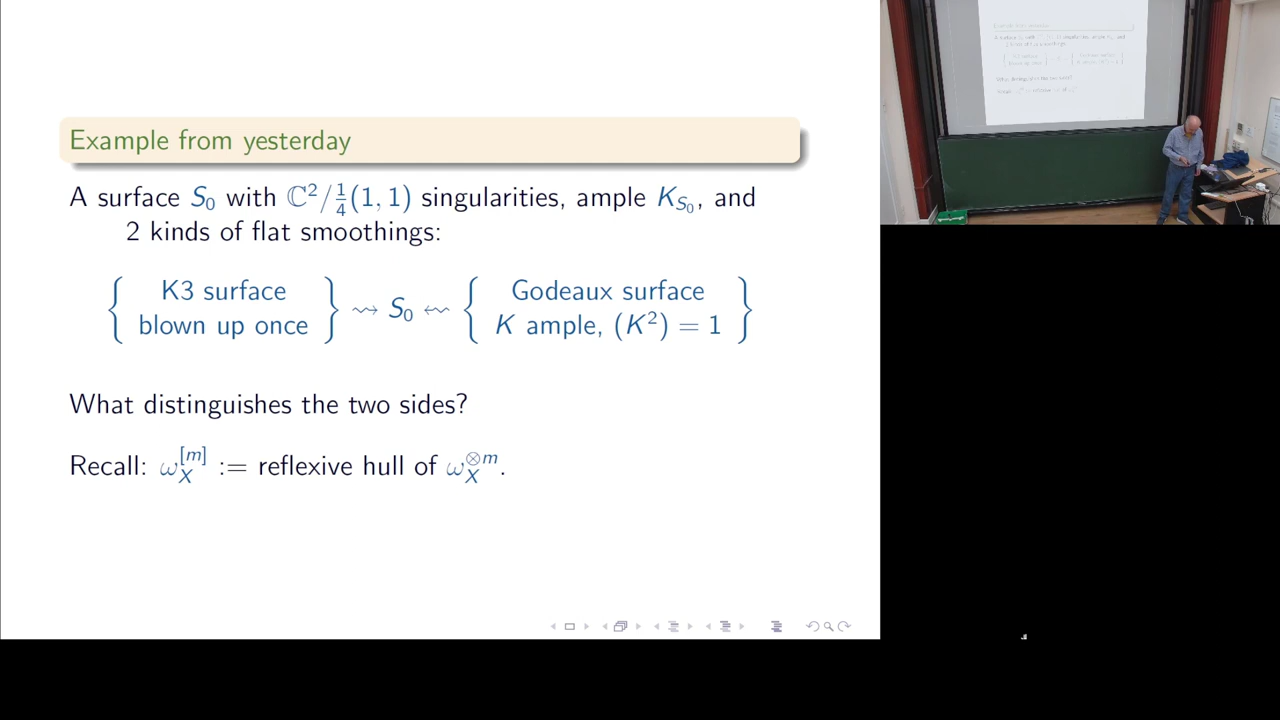 Example from yesterday
A surface S₀ with ℂ²/¼(1, 1) singularities, ample K_{S₀}, and
2 kinds of flat smoothings:
{ K3 surface blown up once } ⇝ S₀ ⇜ { Godeaux surface K ample, (K²) = 1 }
What distinguishes the two sides?
Recall: ω_X^{[m]} := reflexive hull of ω_X^{⊗m}.